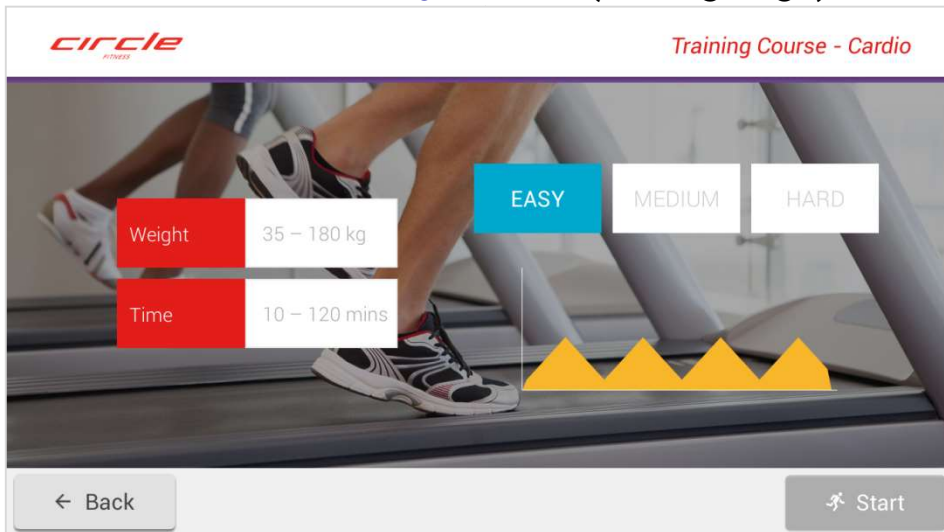 circle
FITNESS
Training Course - Cardio
EASY
MEDIUM
HARD
Weight
35 – 180 kg
Time
10 – 120 mins
← Back
Start